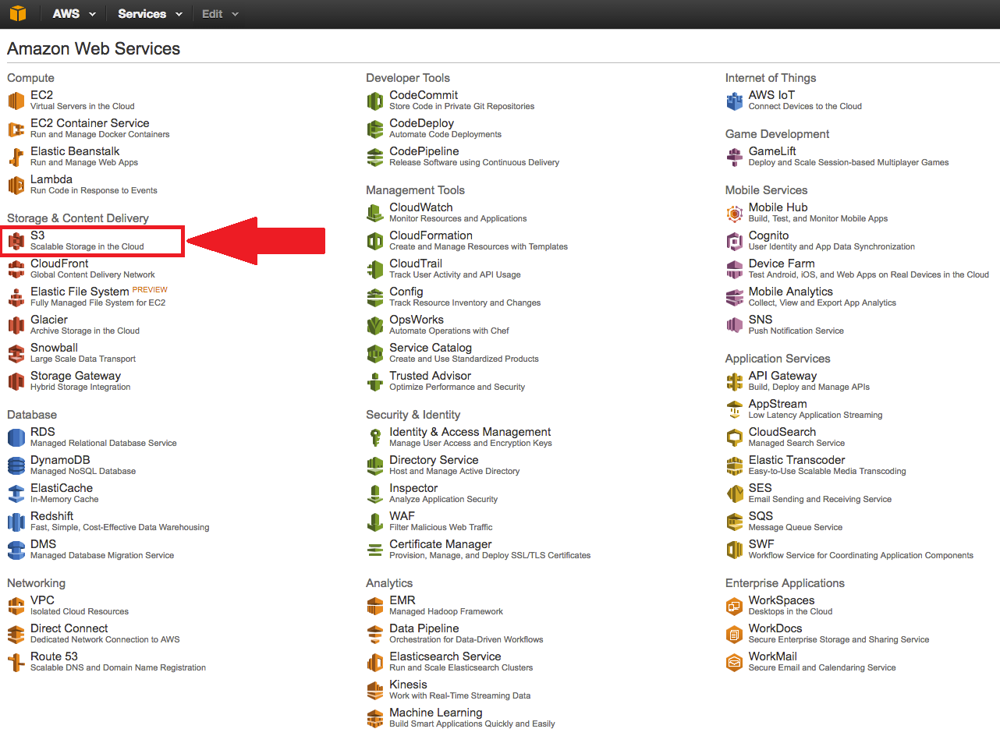 AWS Services Edit
Amazon Web Services
Compute
EC2
Virtual Servers in the Cloud
EC2 Container Service
Run and Manage Docker Containers
Elastic Beanstalk
Run and Manage Web Apps
Lambda
Run Code in Response to Events
Storage & Content Delivery
S3
Scalable Storage in the Cloud
CloudFront
Global Content Delivery Network
Elastic File System PREVIEW
Fully Managed File System for EC2
Glacier
Archive Storage in the Cloud
Snowball
Large Scale Data Transport
Storage Gateway
Hybrid Storage Integration
Database
RDS
Managed Relational Database Service
DynamoDB
Managed NoSQL Database
ElastiCache
In-Memory Cache
Redshift
Fast, Simple, Cost-Effective Data Warehousing
DMS
Managed Database Migration Service
Networking
VPC
Isolated Cloud Resources
Direct Connect
Dedicated Network Connection to AWS
Route 53
Scalable DNS and Domain Name Registration
Developer Tools
CodeCommit
Store Code in Private Git Repositories
CodeDeploy
Automate Code Deployments
CodePipeline
Release Software using Continuous Delivery
Management Tools
CloudWatch
Monitor Resources and Applications
CloudFormation
Create and Manage Resources with Templates
CloudTrail
Track User Activity and API Usage
Config
Track Resource Inventory and Changes
OpsWorks
Automate Operations with Chef
Service Catalog
Create and Use Standardized Products
Trusted Advisor
Optimize Performance and Security
Security & Identity
Identity & Access Management
Manage User Access and Encryption Keys
Directory Service
Host and Manage Active Directory
Inspector
Analyze Application Security
WAF
Filter Malicious Web Traffic
Certificate Manager
Provision, Manage, and Deploy SSL/TLS Certificates
Analytics
EMR
Managed Hadoop Framework
Data Pipeline
Orchestration for Data-Driven Workflows
Elasticsearch Service
Run and Scale Elasticsearch Clusters
Kinesis
Work with Real-Time Streaming Data
Machine Learning
Build Smart Applications Quickly and Easily
Internet of Things
AWS IoT
Connect Devices to the Cloud
Game Development
GameLift
Deploy and Scale Session-based Multiplayer Games
Mobile Services
Mobile Hub
Build, Test, and Monitor Mobile Apps
Cognito
User Identity and App Data Synchronization
Device Farm
Test Android, iOS, and Web Apps on Real Devices in the Cloud
Mobile Analytics
Collect, View and Export App Analytics
SNS
Push Notification Service
Application Services
API Gateway
Build, Deploy and Manage APIs
AppStream
Low Latency Application Streaming
CloudSearch
Managed Search Service
Elastic Transcoder
Easy-to-Use Scalable Media Transcoding
SES
Email Sending and Receiving Service
SQS
Message Queue Service
SWF
Workflow Service for Coordinating Application Components
Enterprise Applications
WorkSpaces
Desktops in the Cloud
WorkDocs
Secure Enterprise Storage and Sharing Service
WorkMail
Secure Email and Calendaring Service